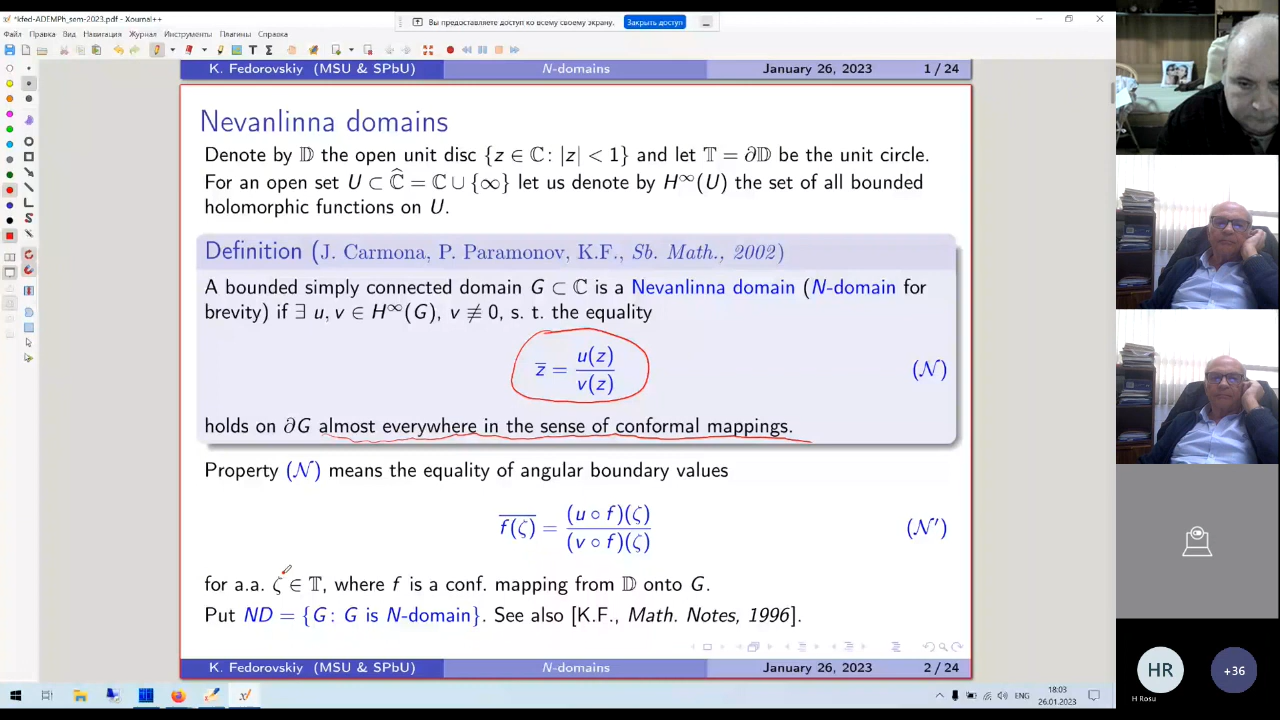 *icfed-ADEMPh_sem-2023.pdf - Xournal++
Вы предоставляете доступ ко всему своему экрану.
Закрыть доступ
Файл Правка Вид Навигация Журнал Инструменты Плагины Справка
K. Fedorovskiy (MSU & SPbU) N-domains January 26, 2023 1 / 24
Nevanlinna domains
Denote by 𝔻 the open unit disc {z ∈ ℂ: |z| < 1} and let 𝕋 = ∂𝔻 be the unit circle.
For an open set U ⊂ ℂ̂ = ℂ ∪ {∞} let us denote by H^∞(U) the set of all bounded
holomorphic functions on U.
Definition (J. Carmona, P. Paramonov, K.F., Sb. Math., 2002)
A bounded simply connected domain G ⊂ ℂ is a Nevanlinna domain (N-domain for
brevity) if ∃ u, v ∈ H^∞(G), v ≢ 0, s. t. the equality
z̅ = u(z)/v(z) (𝒩)
holds on ∂G almost everywhere in the sense of conformal mappings.
Property (𝒩) means the equality of angular boundary values
\overline{f(ζ)} = (u ∘ f)(ζ)/(v ∘ f)(ζ) (𝒩′)
for a.a. ζ ∈ 𝕋, where f is a conf. mapping from 𝔻 onto G.
Put ND = {G: G is N-domain}. See also [K.F., Math. Notes, 1996].
K. Fedorovskiy (MSU & SPbU) N-domains January 26, 2023 2 / 24
HR
H Rosu
+36
ENG
18:03
26.01.2023